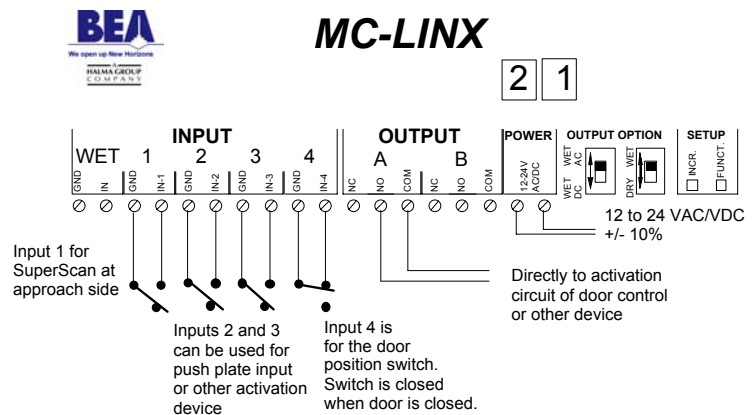 BEA
We open up New Horizons
A
HALMA GROUP
COMPANY
MC-LINX
2 1
INPUT
OUTPUT
POWER
OUTPUT OPTION
SETUP
WET 1 2 3 4
A B
GND IN GND IN-1 GND IN-2 GND IN-3 GND IN-4
NC NO COM NC NO COM
12-24V
AC/DC
WET DC
WET AC
DRY WET
INCR.
FUNCT.
12 to 24 VAC/VDC
+/- 10%
Input 1 for
SuperScan at
approach side
Directly to activation
circuit of door control
or other device
Inputs 2 and 3
can be used for
push plate input
or other activation
device
Input 4 is
for the door
position switch.
Switch is closed
when door is closed.